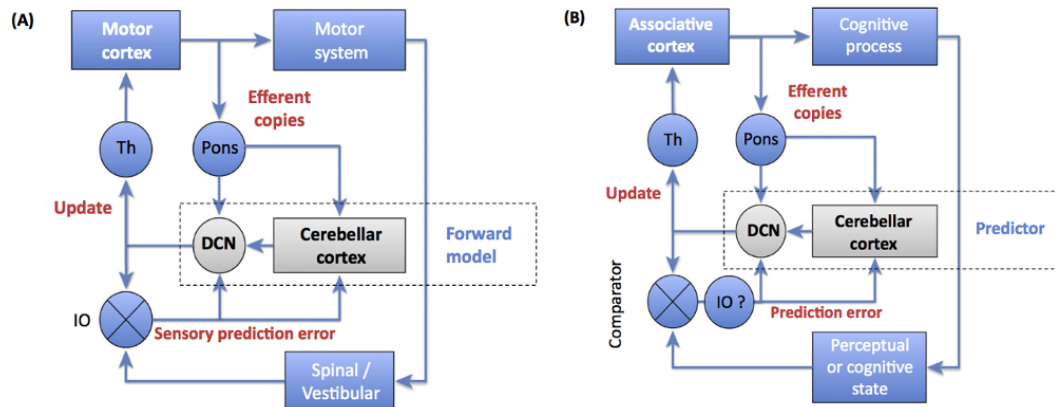 (A)
Motor
cortex
Motor
system
Efferent
copies
Th
Pons
Update
DCN
Cerebellar
cortex
Forward
model
IO
Sensory prediction error
Spinal /
Vestibular
(B)
Associative
cortex
Cognitive
process
Efferent
copies
Th
Pons
Update
DCN
Cerebellar
cortex
Predictor
Comparator
IO ?
Prediction error
Perceptual
or cognitive
state